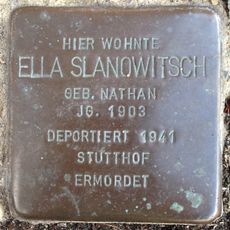 HIER WOHNTE
ELLA SLANOWITSCH
GEB. NATHAN
JG. 1903
DEPORTIERT 1941
STUTTHOF
ERMORDET